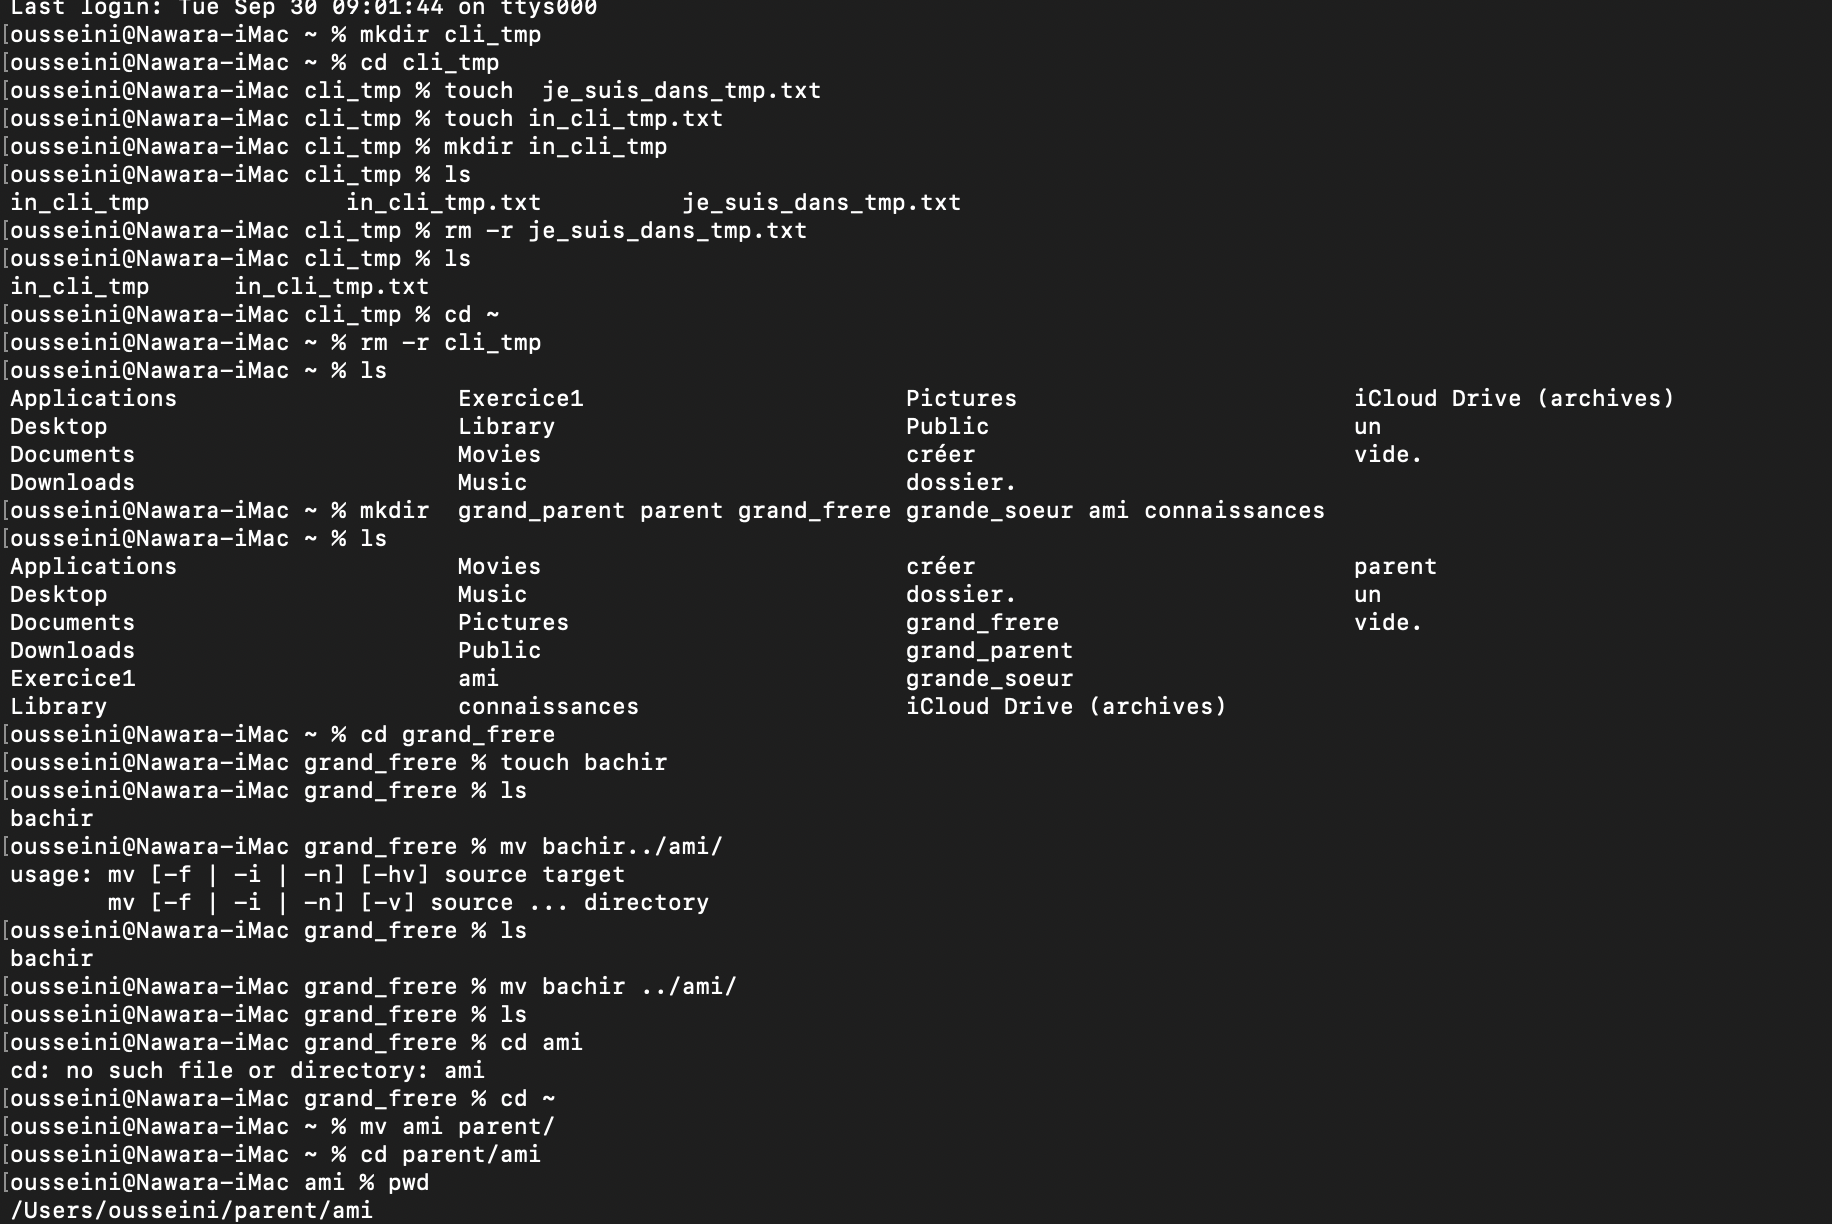 Last login: Tue Sep 30 09:01:44 on ttys000
[ousseini@Nawara-iMac ~ % mkdir cli_tmp
[ousseini@Nawara-iMac ~ % cd cli_tmp
[ousseini@Nawara-iMac cli_tmp % touch  je_suis_dans_tmp.txt
[ousseini@Nawara-iMac cli_tmp % touch in_cli_tmp.txt
[ousseini@Nawara-iMac cli_tmp % mkdir in_cli_tmp
[ousseini@Nawara-iMac cli_tmp % ls
in_cli_tmp              in_cli_tmp.txt          je_suis_dans_tmp.txt
[ousseini@Nawara-iMac cli_tmp % rm -r je_suis_dans_tmp.txt
[ousseini@Nawara-iMac cli_tmp % ls
in_cli_tmp      in_cli_tmp.txt
[ousseini@Nawara-iMac cli_tmp % cd ~
[ousseini@Nawara-iMac ~ % rm -r cli_tmp
[ousseini@Nawara-iMac ~ % ls
Applications                    Exercice1                       Pictures                        iCloud Drive (archives)
Desktop                         Library                         Public                          un
Documents                       Movies                          créer                           vide.
Downloads                       Music                           dossier.
[ousseini@Nawara-iMac ~ % mkdir  grand_parent parent grand_frere grande_soeur ami connaissances
[ousseini@Nawara-iMac ~ % ls
Applications                    Movies                          créer                           parent
Desktop                         Music                           dossier.                        un
Documents                       Pictures                        grand_frere                     vide.
Downloads                       Public                          grand_parent
Exercice1                       ami                             grande_soeur
Library                         connaissances                   iCloud Drive (archives)
[ousseini@Nawara-iMac ~ % cd grand_frere
[ousseini@Nawara-iMac grand_frere % touch bachir
[ousseini@Nawara-iMac grand_frere % ls
bachir
[ousseini@Nawara-iMac grand_frere % mv bachir../ami/
usage: mv [-f | -i | -n] [-hv] source target
       mv [-f | -i | -n] [-v] source ... directory
[ousseini@Nawara-iMac grand_frere % ls
bachir
[ousseini@Nawara-iMac grand_frere % mv bachir ../ami/
[ousseini@Nawara-iMac grand_frere % ls
[ousseini@Nawara-iMac grand_frere % cd ami
cd: no such file or directory: ami
[ousseini@Nawara-iMac grand_frere % cd ~
[ousseini@Nawara-iMac ~ % mv ami parent/
[ousseini@Nawara-iMac ~ % cd parent/ami
[ousseini@Nawara-iMac ami % pwd
/Users/ousseini/parent/ami